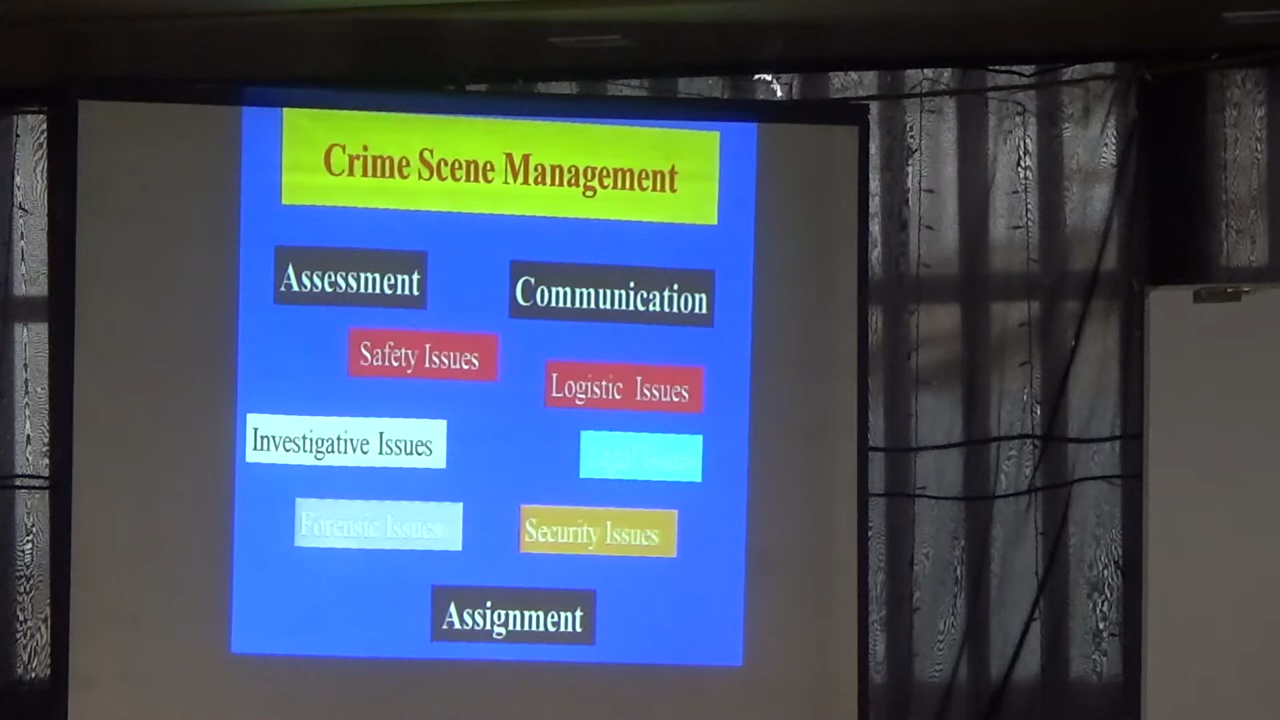 Crime Scene Management
Assessment
Communication
Safety Issues
Logistic Issues
Investigative Issues
Forensic Issues
Security Issues
Assignment